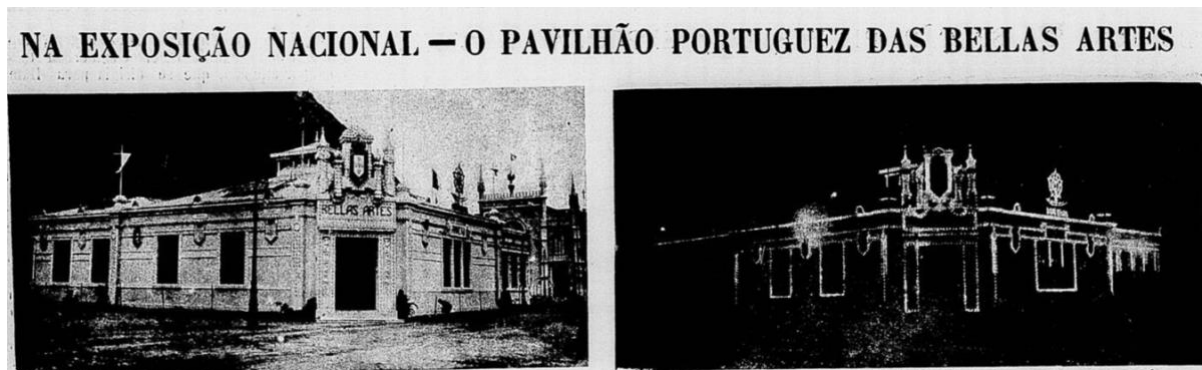 NA EXPOSIÇÃO NACIONAL — O PAVILHÃO PORTUGUEZ DAS BELLAS ARTES
BELLAS ARTES